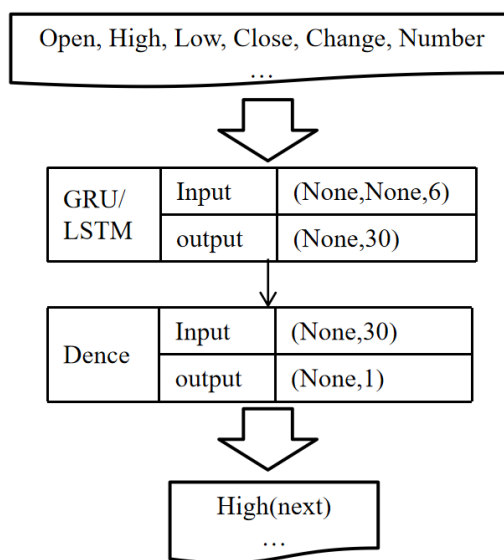 Open, High, Low, Close, Change, Number
…
GRU/
LSTM
Input
(None,None,6)
output
(None,30)
Dence
Input
(None,30)
output
(None,1)
High(next)
…